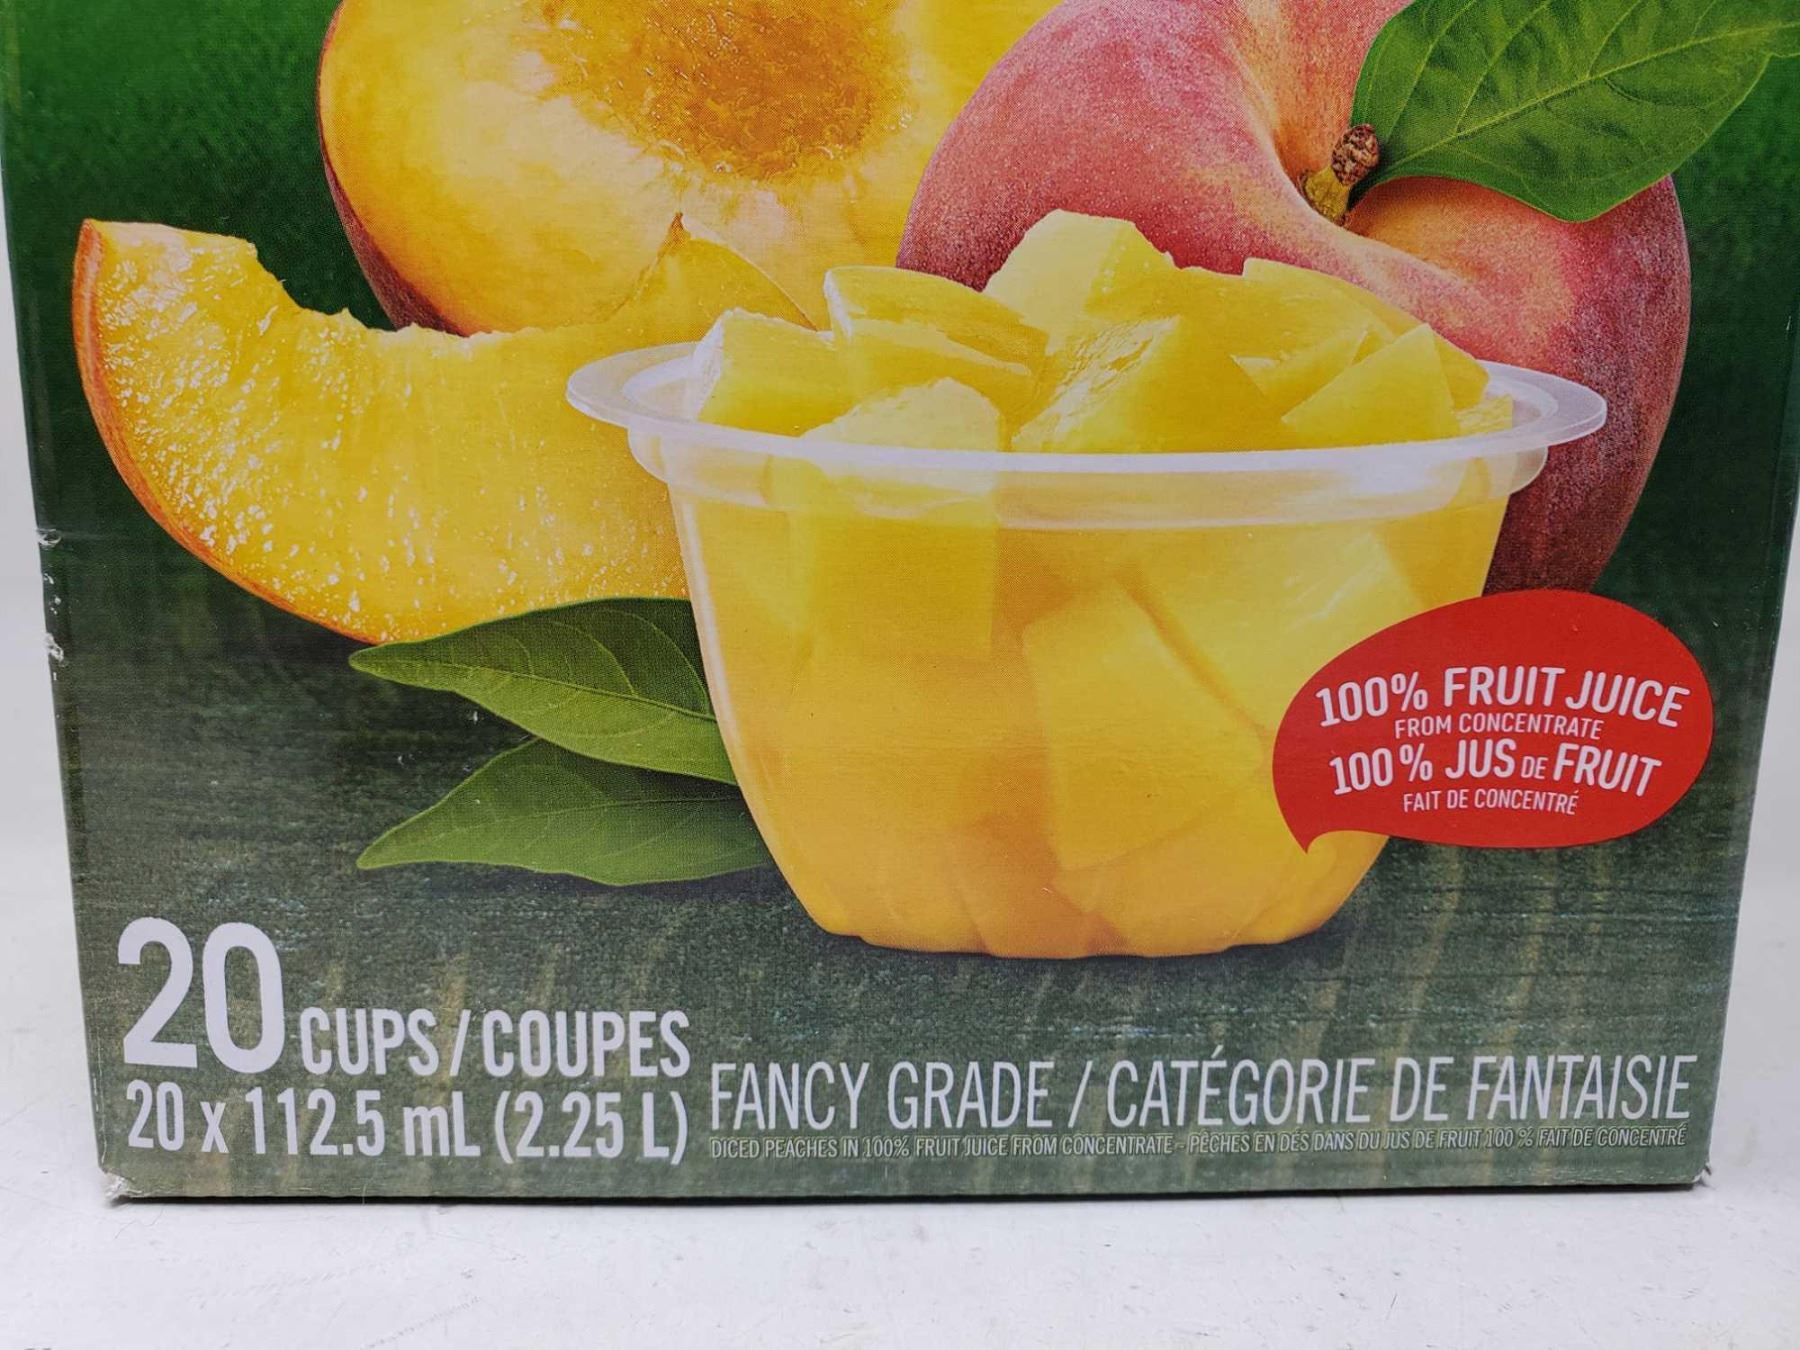 100% FRUIT JUICE
FROM CONCENTRATE
100% JUS DE FRUIT
FAIT DE CONCENTRÉ
20 CUPS/COUPES
20 x 112.5 mL (2.25 L)
FANCY GRADE / CATÉGORIE DE FANTAISIE
DICED PEACHES IN 100% FRUIT JUICE FROM CONCENTRATE - PÊCHES EN DÉS DANS DU JUS DE FRUIT 100 % FAIT DE CONCENTRÉ